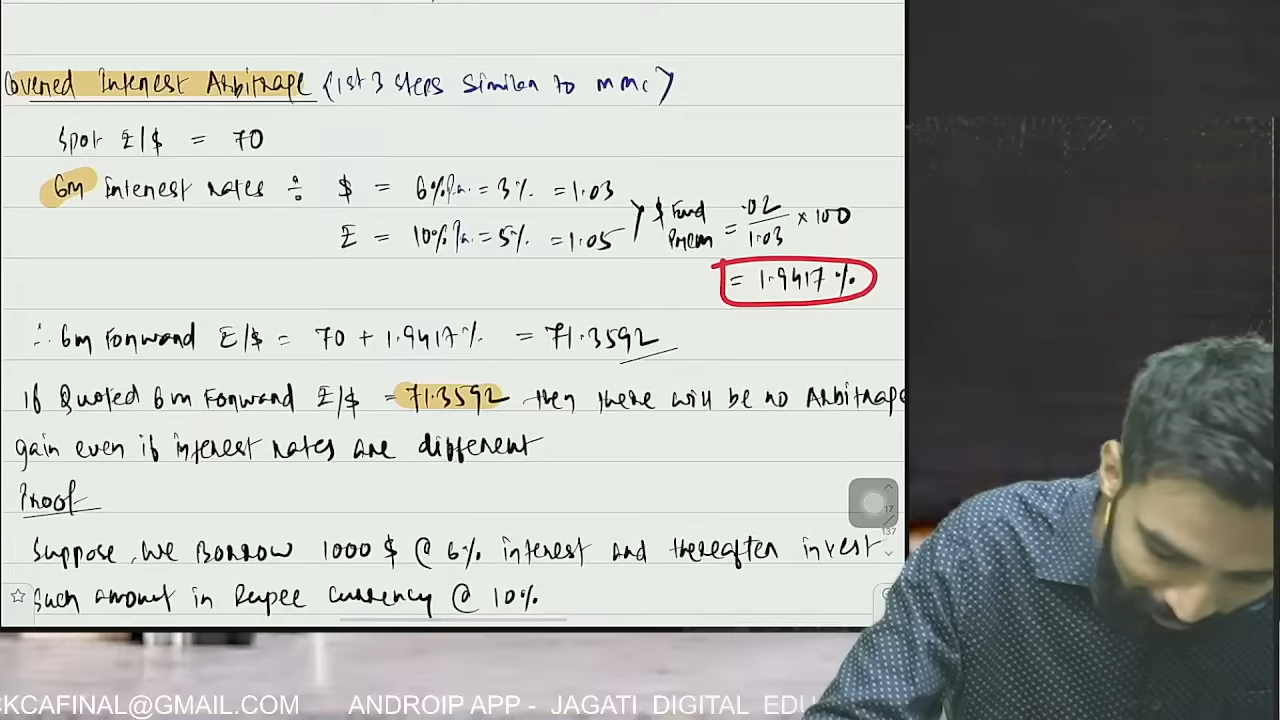 Covered Interest Arbitrage (1st 3 steps similar to MMC)
Spot ₹/$ = 70
6m interest rates ÷ $ = 6% p.a. = 3% = 1.03
₹ = 10% p.a. = 5% = 1.05
$ Fwd Prem = .02/1.03 × 100
= 1.9417%
∴ 6m Forward ₹/$ = 70 + 1.9417% = 71.3592
If Quoted 6m Forward ₹/$ = 71.3592 then there will be no Arbitrage
gain even if interest rates are different
Proof
17
137
Suppose, We Borrow 1000 $ @ 6% interest and thereafter invest
Such amount in Rupee currency @ 10%
CKCAFINAL@GMAIL.COM ANDROIP APP - JAGATI DIGITAL EDU